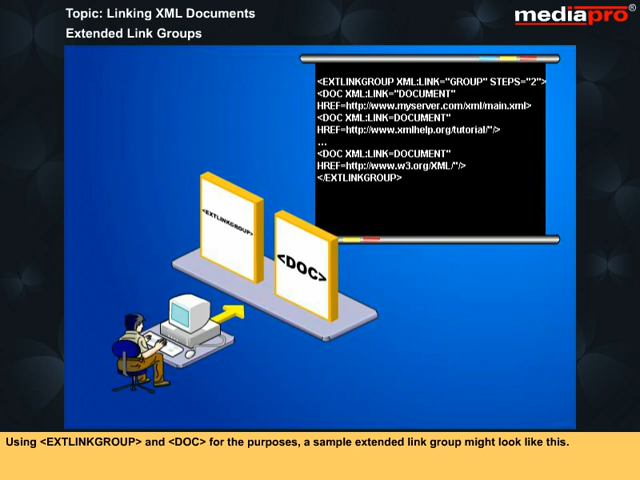 Topic: Linking XML Documents
Extended Link Groups
mediapro®
<EXTLINKGROUP XML:LINK="GROUP" STEPS="2">
<DOC XML:LINK="DOCUMENT"
HREF=http://www.myserver.com/xml/main.xml>
<DOC XML:LINK=DOCUMENT"
HREF=http://www.xmlhelp.org/tutorial/"/>
...
<DOC XML:LINK=DOCUMENT"
HREF=http://www.w3.org/XML/"/>
</EXTLINKGROUP>
<EXTLINKGROUP>
<DOC>
Using <EXTLINKGROUP> and <DOC> for the purposes, a sample extended link group might look like this.